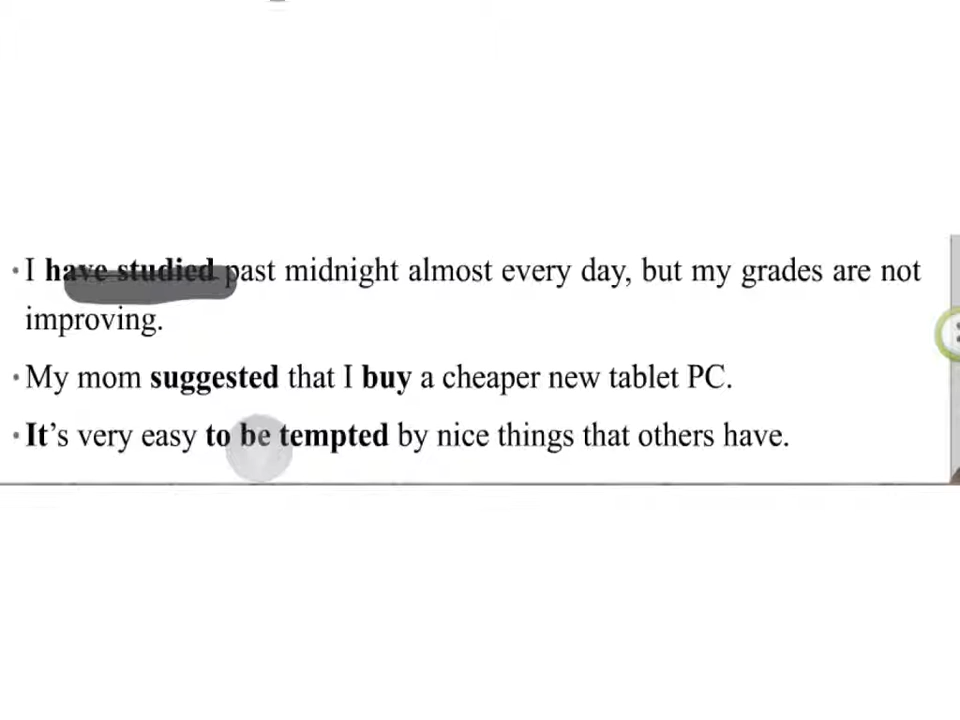 • I have studied past midnight almost every day, but my grades are not
improving.
• My mom suggested that I buy a cheaper new tablet PC.
• It's very easy to be tempted by nice things that others have.